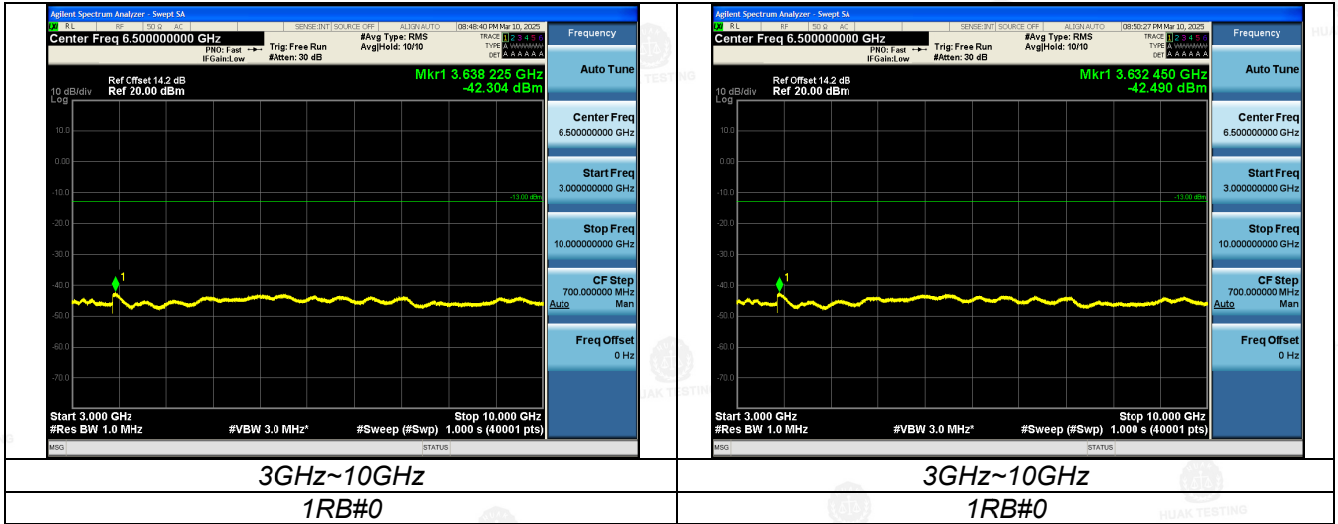 Agilent Spectrum Analyzer - Swept SA
RL RF 50 Ω AC SENSE:INT SOURCE OFF ALIGNAUTO 08:48:40 PM Mar 10, 2025
Center Freq 6.500000000 GHz
#Avg Type: RMS
TRACE 1 2 3 4 5 6
PNO: Fast
Trig: Free Run
Avg|Hold: 10/10
TYPE A
IFGain:Low
#Atten: 30 dB
DET A A A A A A
Frequency
Ref Offset 14.2 dB
Mkr1 3.638 225 GHz
10 dB/div Ref 20.00 dBm
-42.304 dBm
Log
10.0
0.00
-10.0
-13.00 dBm
-20.0
-30.0
1
-40.0
-50.0
-60.0
-70.0
Start 3.000 GHz
Stop 10.000 GHz
#Res BW 1.0 MHz
#VBW 3.0 MHz*
#Sweep (#Swp) 1.000 s (40001 pts)
MSG
STATUS
Auto Tune
Center Freq
6.500000000 GHz
Start Freq
3.000000000 GHz
Stop Freq
10.000000000 GHz
CF Step
700.000000 MHz
Auto Man
Freq Offset
0 Hz
Agilent Spectrum Analyzer - Swept SA
RL RF 50 Ω AC SENSE:INT SOURCE OFF ALIGNAUTO 08:50:27 PM Mar 10, 2025
Center Freq 6.500000000 GHz
#Avg Type: RMS
TRACE 1 2 3 4 5 6
PNO: Fast
Trig: Free Run
Avg|Hold: 10/10
TYPE A
IFGain:Low
#Atten: 30 dB
DET A A A A A A
Frequency
Ref Offset 14.2 dB
Mkr1 3.632 450 GHz
10 dB/div Ref 20.00 dBm
-42.490 dBm
Log
10.0
0.00
-10.0
-13.00 dBm
-20.0
-30.0
1
-40.0
-50.0
-60.0
-70.0
Start 3.000 GHz
Stop 10.000 GHz
#Res BW 1.0 MHz
#VBW 3.0 MHz*
#Sweep (#Swp) 1.000 s (40001 pts)
MSG
STATUS
Auto Tune
Center Freq
6.500000000 GHz
Start Freq
3.000000000 GHz
Stop Freq
10.000000000 GHz
CF Step
700.000000 MHz
Auto Man
Freq Offset
0 Hz
3GHz~10GHz
3GHz~10GHz
1RB#0
1RB#0
TESTING
HUAK TESTING
HUAK TESTING